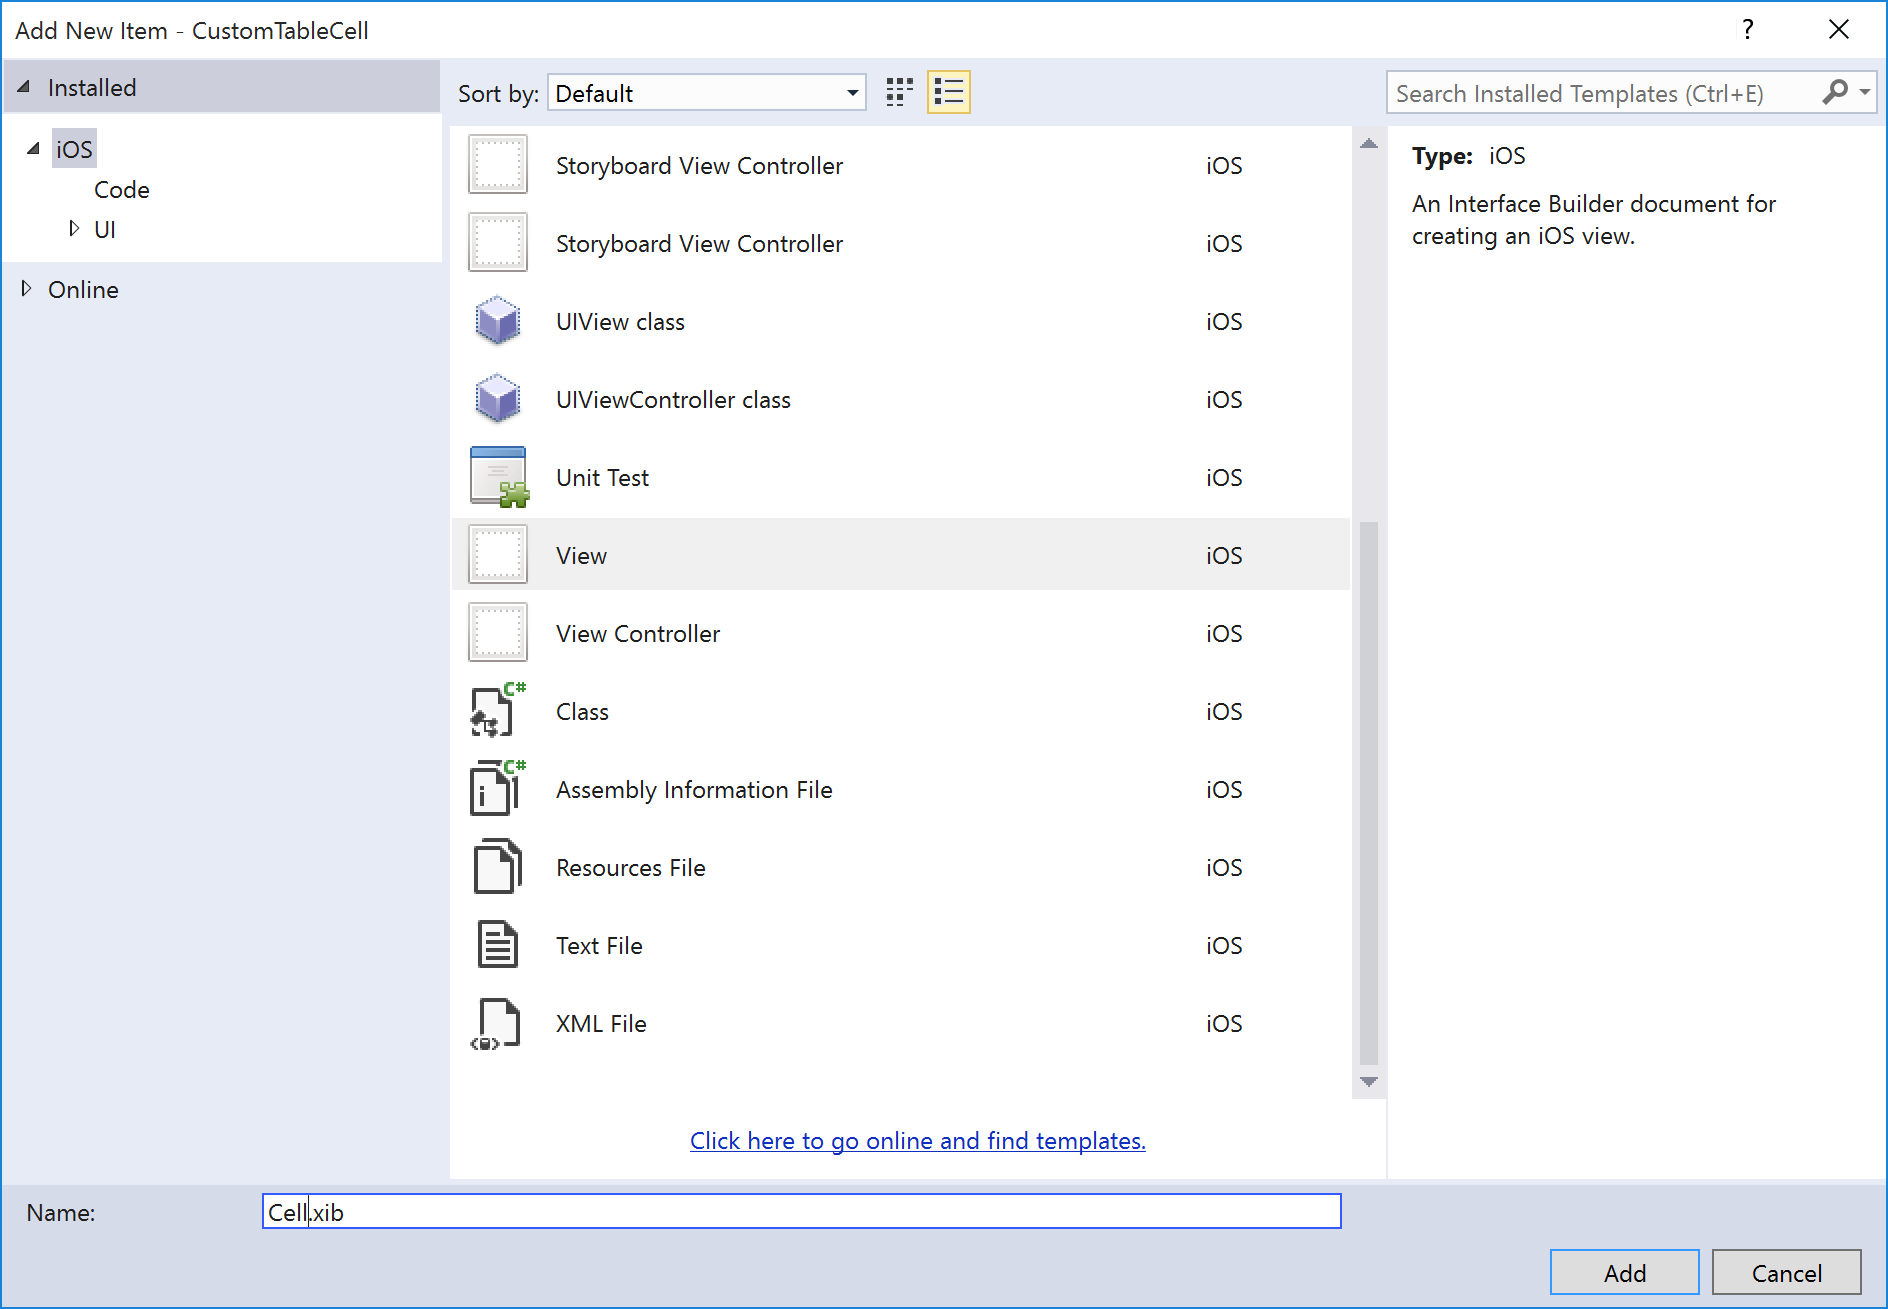 Add New Item - CustomTableCell
?
Installed
Sort by: Default
Search Installed Templates (Ctrl+E)
iOS
Code
UI
Online
Storyboard View Controller iOS
Storyboard View Controller iOS
UIView class iOS
UIViewController class iOS
Unit Test iOS
View iOS
View Controller iOS
C#
Class iOS
C#
Assembly Information File iOS
Resources File iOS
Text File iOS
XML File iOS
Click here to go online and find templates.
Type: iOS
An Interface Builder document for
creating an iOS view.
Name: Cell.xib
Add Cancel